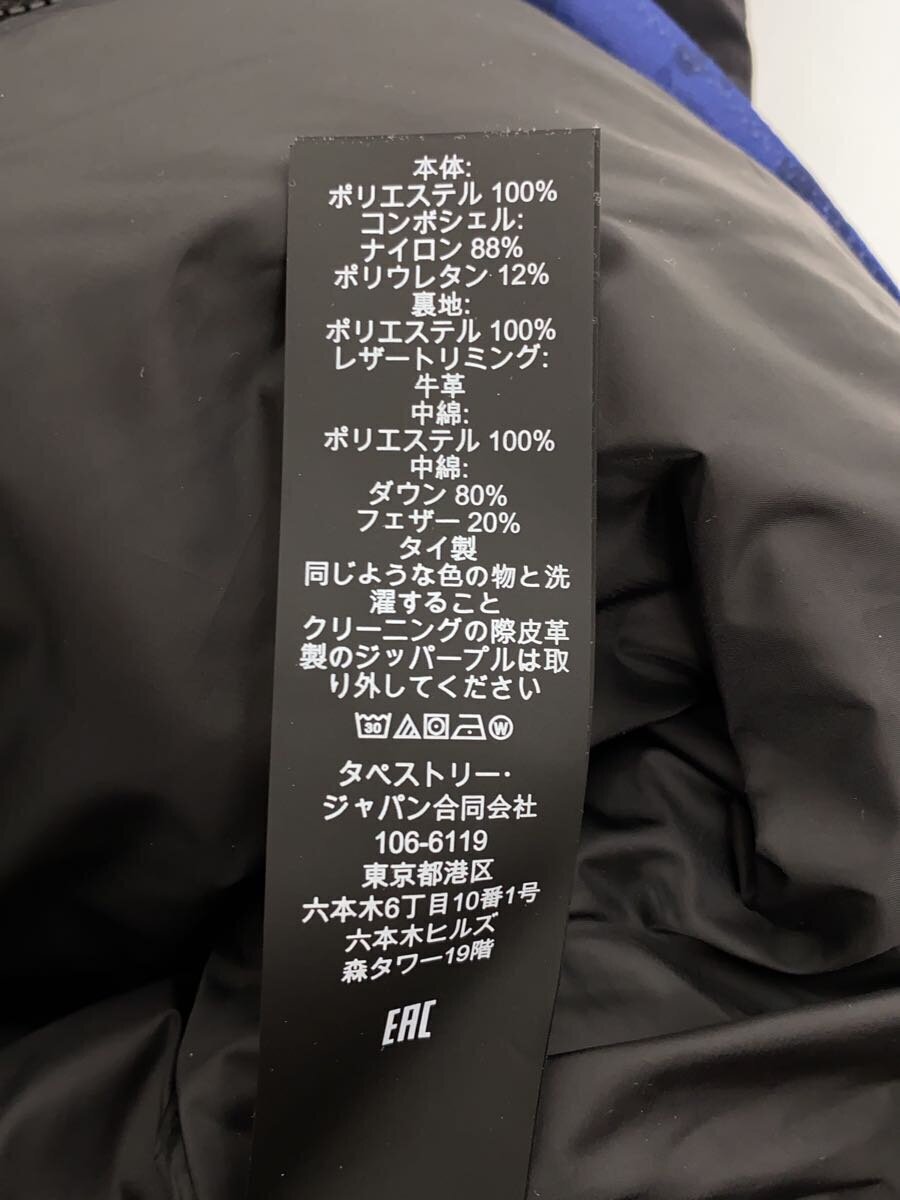 本体:
ポリエステル 100%
コンボシェル:
ナイロン 88%
ポリウレタン 12%
裏地:
ポリエステル 100%
レザートリミング:
牛革
中綿:
ポリエステル 100%
中綿:
ダウン 80%
フェザー 20%
タイ製
同じような色の物と洗
濯すること
クリーニングの際皮革
製のジッパープルは取
り外してください
30 W
タペストリー・
ジャパン合同会社
106-6119
東京都港区
六本木6丁目10番1号
六本木ヒルズ
森タワー19階
EAC